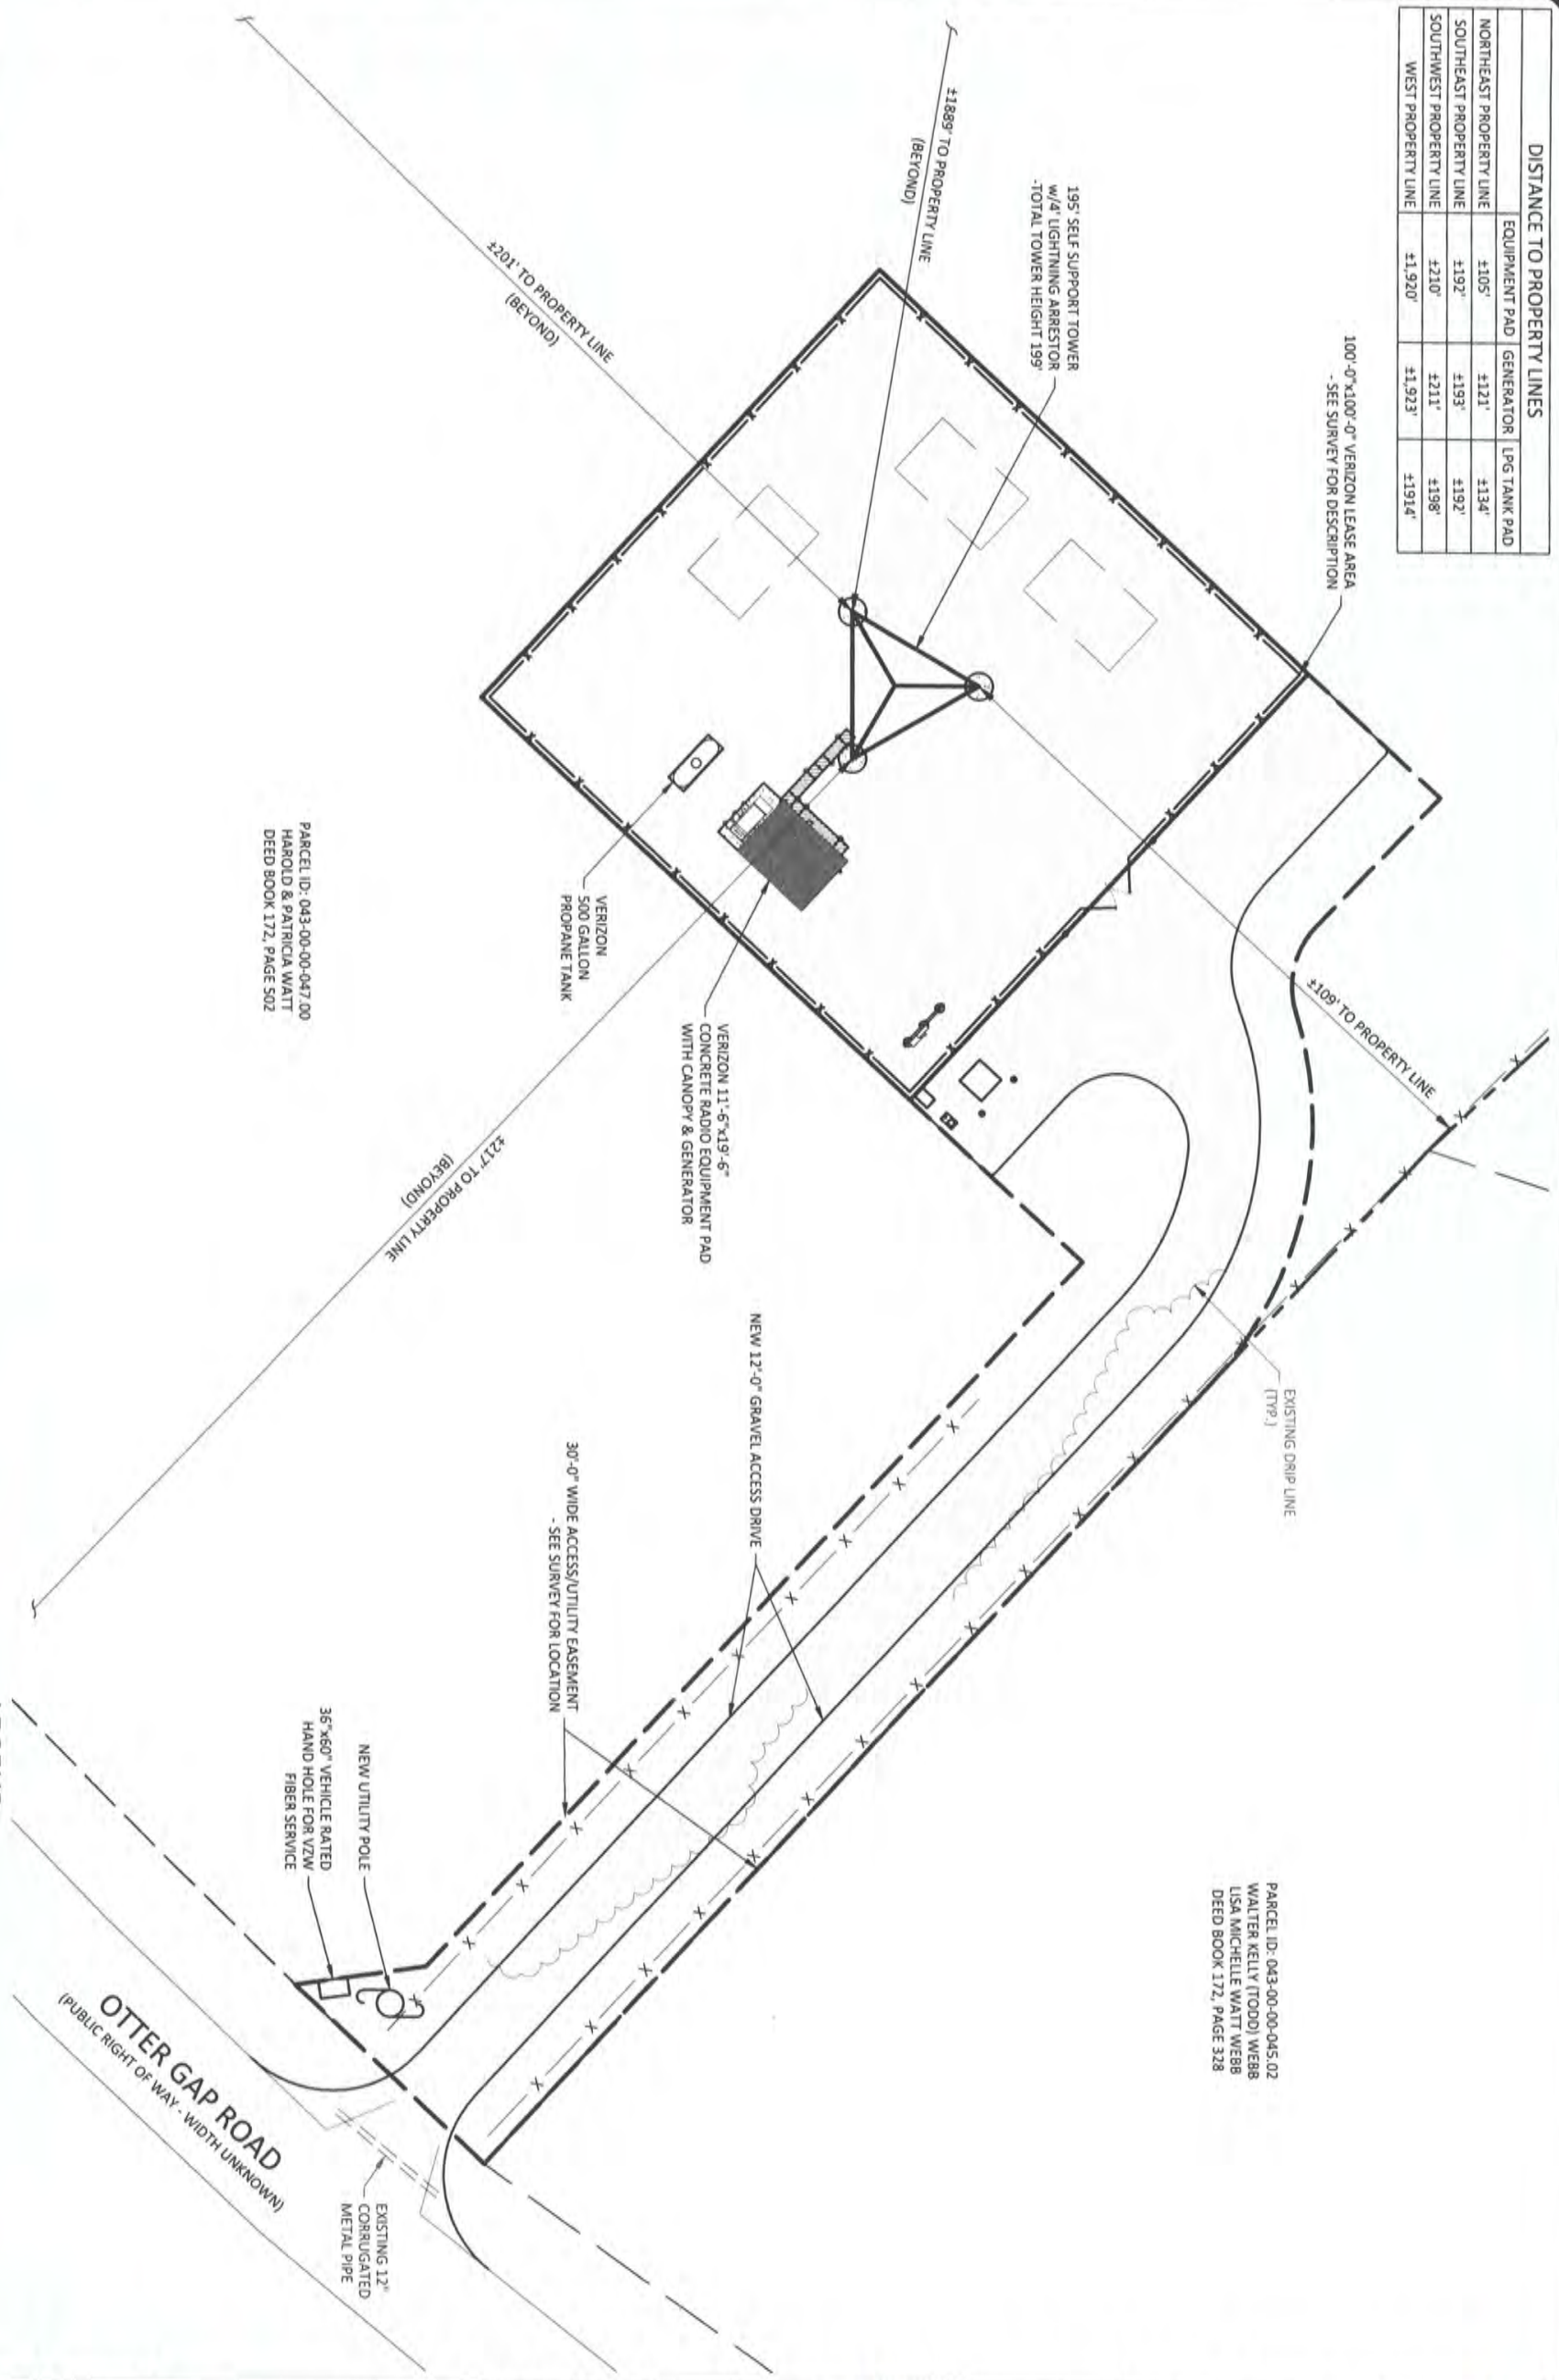 DISTANCE TO PROPERTY LINES
EQUIPMENT PAD GENERATOR LPG TANK PAD
NORTHEAST PROPERTY LINE ±105' ±121' ±134'
SOUTHEAST PROPERTY LINE ±192' ±193' ±192'
SOUTHWEST PROPERTY LINE ±210' ±211' ±198'
WEST PROPERTY LINE ±1,920' ±1,923' ±1914'
100'-0"x100'-0" VERIZON LEASE AREA
- SEE SURVEY FOR DESCRIPTION
195' SELF SUPPORT TOWER
w/4' LIGHTNING ARRESTOR
-TOTAL TOWER HEIGHT 199'
±1889' TO PROPERTY LINE
(BEYOND)
±201' TO PROPERTY LINE
(BEYOND)
±109' TO PROPERTY LINE
EXISTING DRIP LINE
(TYP.)
PARCEL ID: 043-00-00-045.02
WALTER KELLY (TODD) WEBB
LISA MICHELLE WATT WEBB
DEED BOOK 172, PAGE 328
VERIZON 11'-6"x19'-6"
CONCRETE RADIO EQUIPMENT PAD
WITH CANOPY & GENERATOR
VERIZON
500 GALLON
PROPANE TANK
NEW 12'-0" GRAVEL ACCESS DRIVE
30'-0" WIDE ACCESS/UTILITY EASEMENT
- SEE SURVEY FOR LOCATION
±217' TO PROPERTY LINE
(BEYOND)
PARCEL ID: 043-00-00-047.00
HAROLD & PATRICIA WATT
DEED BOOK 172, PAGE 502
NEW UTILITY POLE
36"x60" VEHICLE RATED
HAND HOLE FOR VZW
FIBER SERVICE
EXISTING 12"
CORRUGATED
METAL PIPE
OTTER GAP ROAD
(PUBLIC RIGHT OF WAY - WIDTH UNKNOWN)